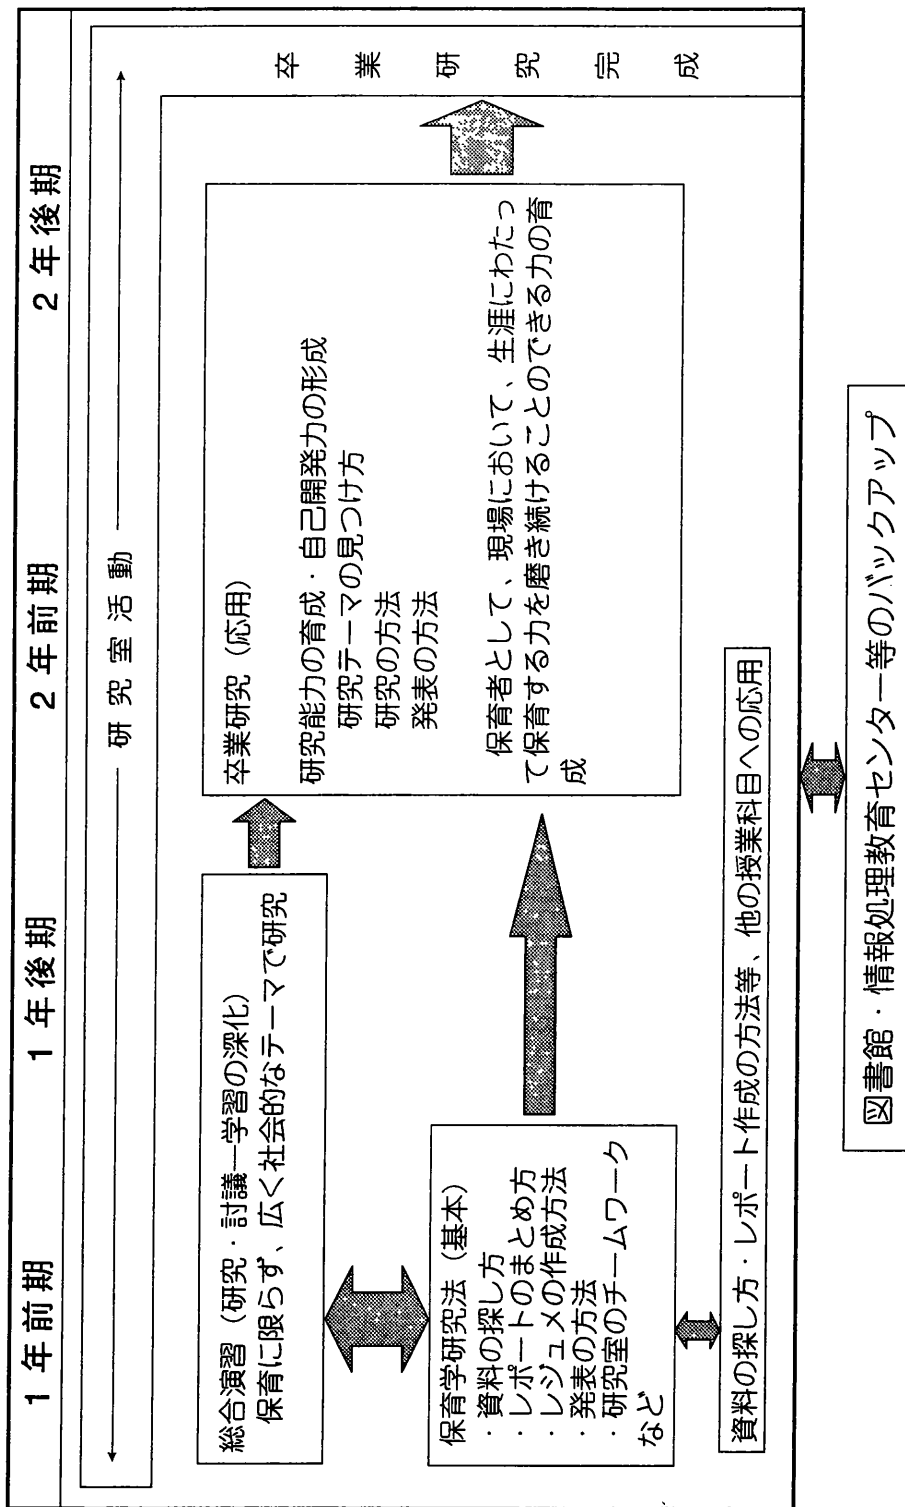 1年前期
1年後期
2年前期
2年後期
研究室活動
総合演習（研究・討議―学習の深化）
保育に限らず、広く社会的なテーマで研究
保育学研究法（基本）
・資料の探し方
・レポートのまとめ方
・レジュメの作成方法
・発表の方法
・研究室のチームワーク
など
卒業研究（応用）
研究能力の育成・自己開発力の形成
研究テーマの見つけ方
研究の方法
発表の方法
保育者として、現場において、生涯にわたっ
て保育する力を磨き続けることのできる力の育
成
卒業研究完成
資料の探し方・レポート作成の方法等、他の授業科目への応用
図書館・情報処理教育センター等のバックアップ